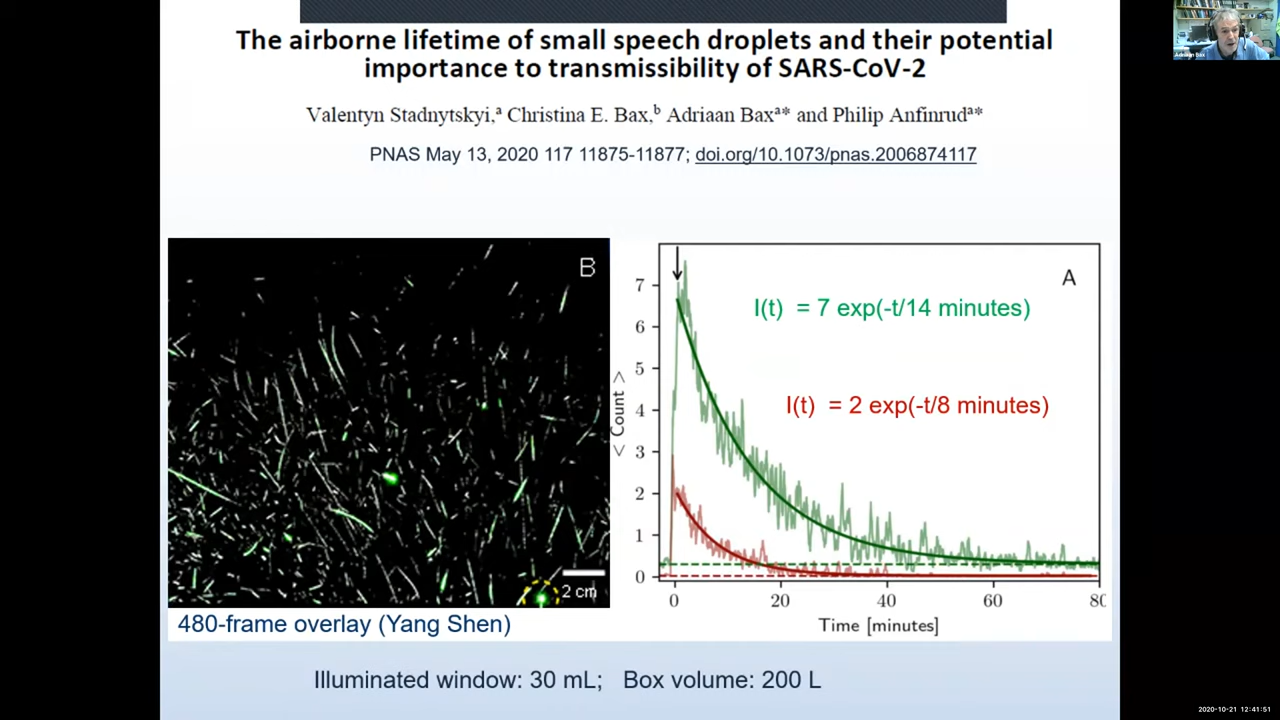 The airborne lifetime of small speech droplets and their potential
importance to transmissibility of SARS-CoV-2
Valentyn Stadnytskyi,ᵃ Christina E. Bax,ᵇ Adriaan Baxᵃ* and Philip Anfinrudᵃ*
PNAS May 13, 2020 117 11875-11877; doi.org/10.1073/pnas.2006874117
Adriaan Bax
B
2 cm
480-frame overlay (Yang Shen)
A
I(t) = 7 exp(-t/14 minutes)
I(t) = 2 exp(-t/8 minutes)
< Count >
7
6
5
4
3
2
1
0
0 20 40 60 80
Time [minutes]
Illuminated window: 30 mL; Box volume: 200 L
2020-10-21 12:41:51